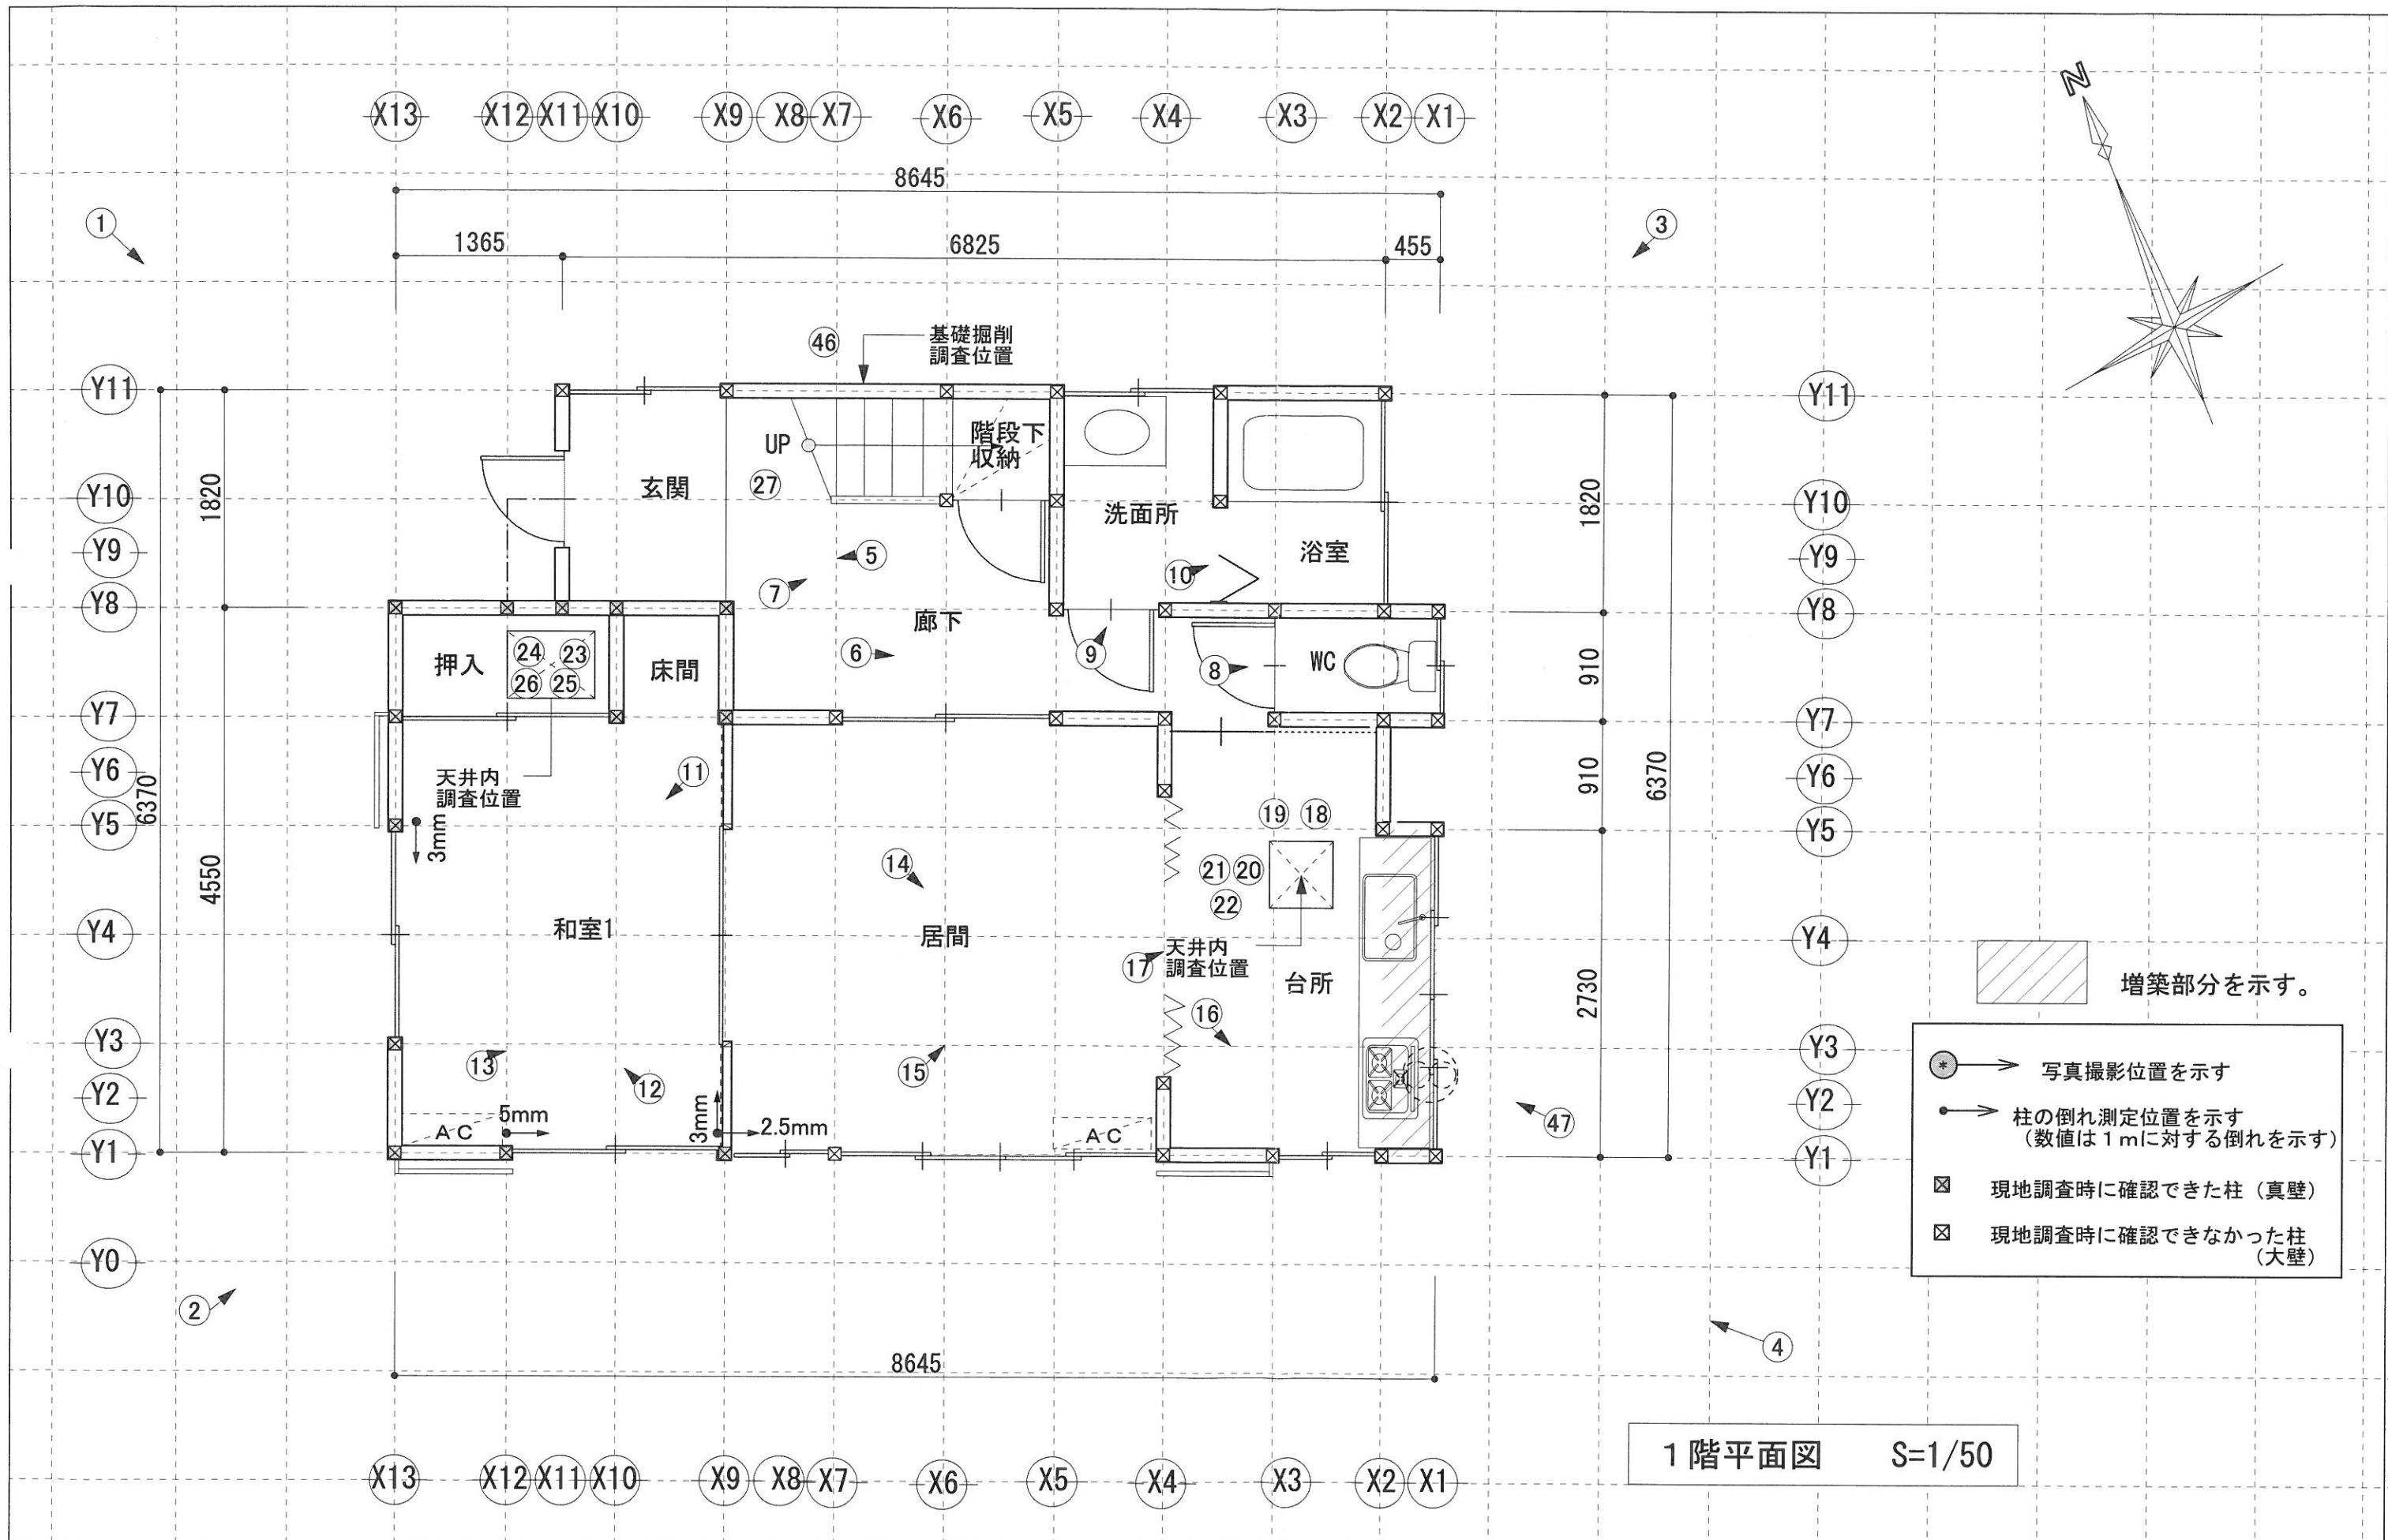 N
X13 X12 X11 X10 X9 X8 X7 X6 X5 X4 X3 X2 X1
8645
1365 6825 455
1
3
46
基礎掘削
調査位置
Y11
Y10
Y9
Y8
Y7
Y6
Y5
Y4
Y3
Y2
Y1
Y0
1820
4550
6370
UP
階段下
収納
玄関
27
洗面所
浴室
5
7
10
廊下
6
9
8
WC
押入
24 23
26 25
床間
天井内
調査位置
11
3mm
和室1
13
12
5mm
AC
3mm
2.5mm
14
居間
15
AC
19 18
21 20
22
17
天井内
調査位置
台所
16
47
2
4
Y11
Y10
Y9
Y8
Y7
Y6
Y5
Y4
Y3
Y2
Y1
1820
910
910
2730
6370
増築部分を示す。
* 写真撮影位置を示す
柱の倒れ測定位置を示す
(数値は1mに対する倒れを示す)
現地調査時に確認できた柱(真壁)
現地調査時に確認できなかった柱
(大壁)
8645
X13 X12 X11 X10 X9 X8 X7 X6 X5 X4 X3 X2 X1
1階平面図 S=1/50